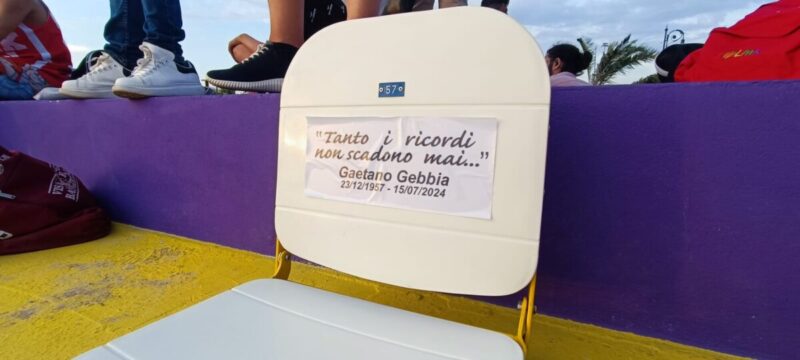 57
"Tanto i ricordi
non scadono mai..."
Gaetano Gebbia
23/12/1957 - 15/07/2024